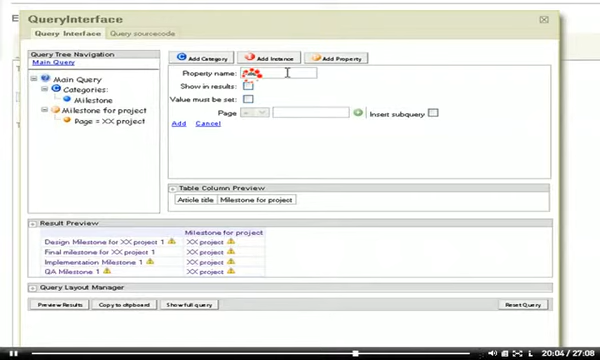 QueryInterface
Query Interface  Query sourcecode
Query Tree Navigation
Main Query
Main Query
Categories:
Milestone
Milestone for project
Page = XX project
Add Category  Add Instance  Add Property
Property name:
Show in results:
Value must be set:
Page  Insert subquery
Add  Cancel
Table Column Preview
Article title  Milestone for project
Result Preview
Milestone for project
Design Milestone for XX project 1  XX project
Final milestone for XX project 1  XX project
Implementation Milestone 1  XX project
QA Milestone 1  XX project
Query Layout Manager
Preview Results  Copy to clipboard  Show full query  Reset Query
20:04 / 27:08